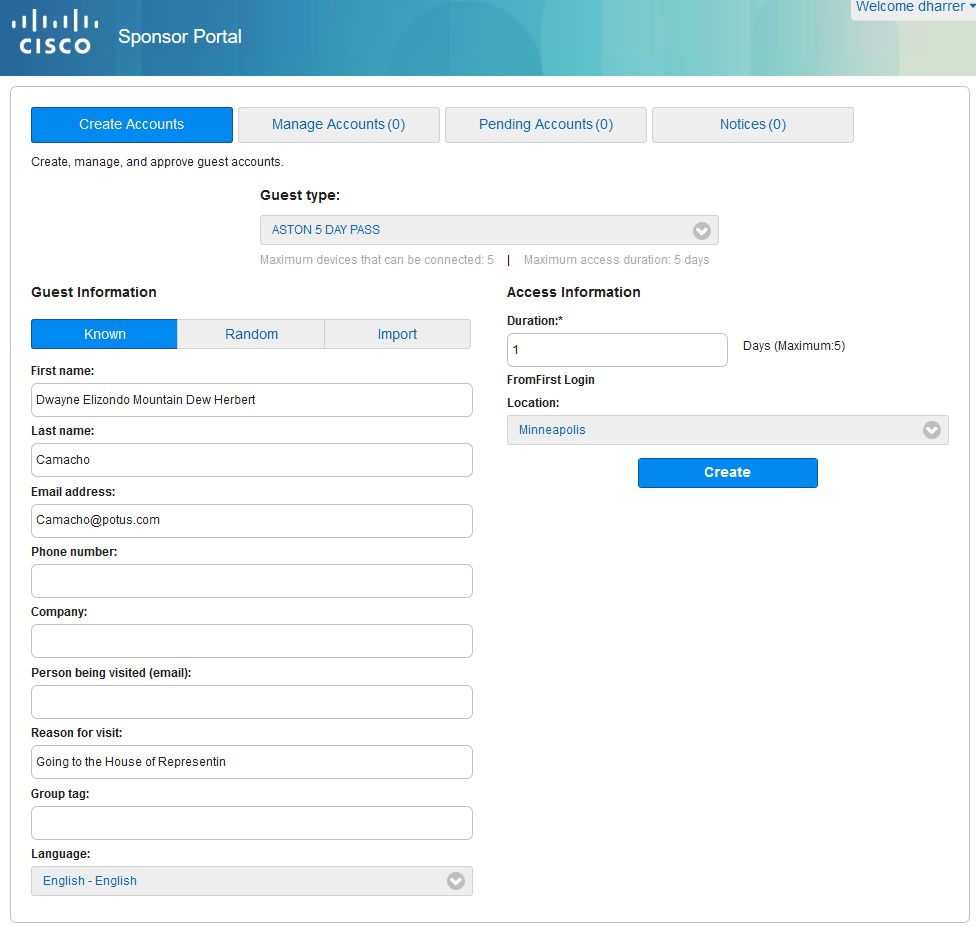 Welcome dharrer
CISCO
Sponsor Portal
Create Accounts
Manage Accounts (0)
Pending Accounts (0)
Notices (0)
Create, manage, and approve guest accounts.
Guest type:
ASTON 5 DAY PASS
Maximum devices that can be connected: 5 | Maximum access duration: 5 days
Guest Information
Known
Random
Import
First name:
Dwayne Elizondo Mountain Dew Herbert
Last name:
Camacho
Email address:
Camacho@potus.com
Phone number:
Company:
Person being visited (email):
Reason for visit:
Going to the House of Representin
Group tag:
Language:
English - English
Access Information
Duration:*
1
Days (Maximum:5)
FromFirst Login
Location:
Minneapolis
Create